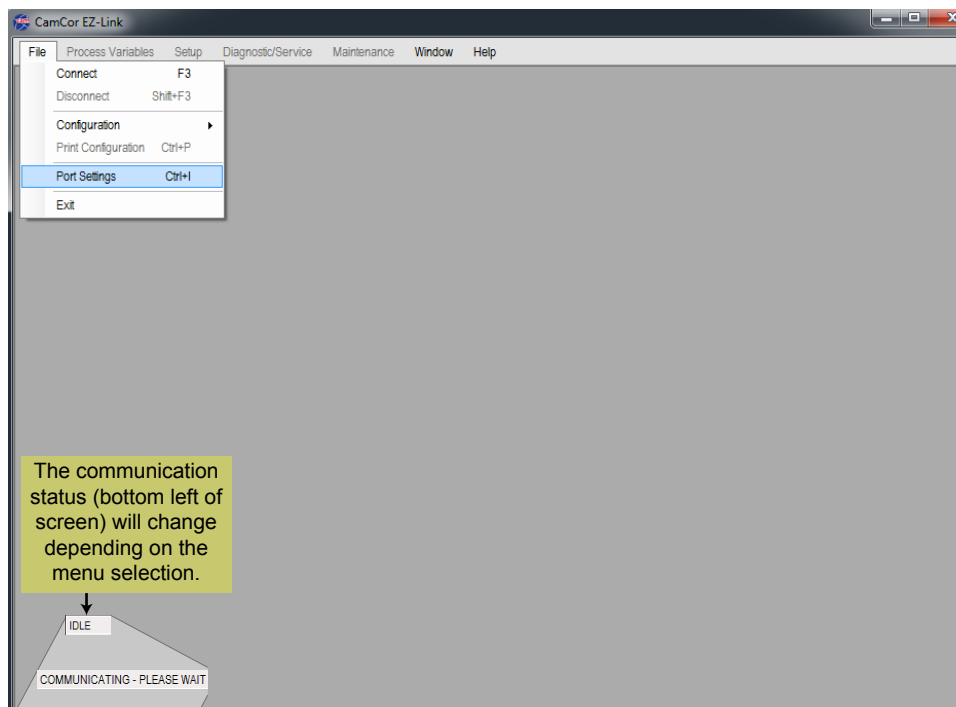 CamCor EZ-Link
File Process Variables Setup Diagnostic/Service Maintenance Window Help
Connect F3
Disconnect Shift+F3
Configuration
Print Configuration Ctrl+P
Port Settings Ctrl+I
Exit
The communication
status (bottom left of
screen) will change
depending on the
menu selection.
IDLE
COMMUNICATING - PLEASE WAIT